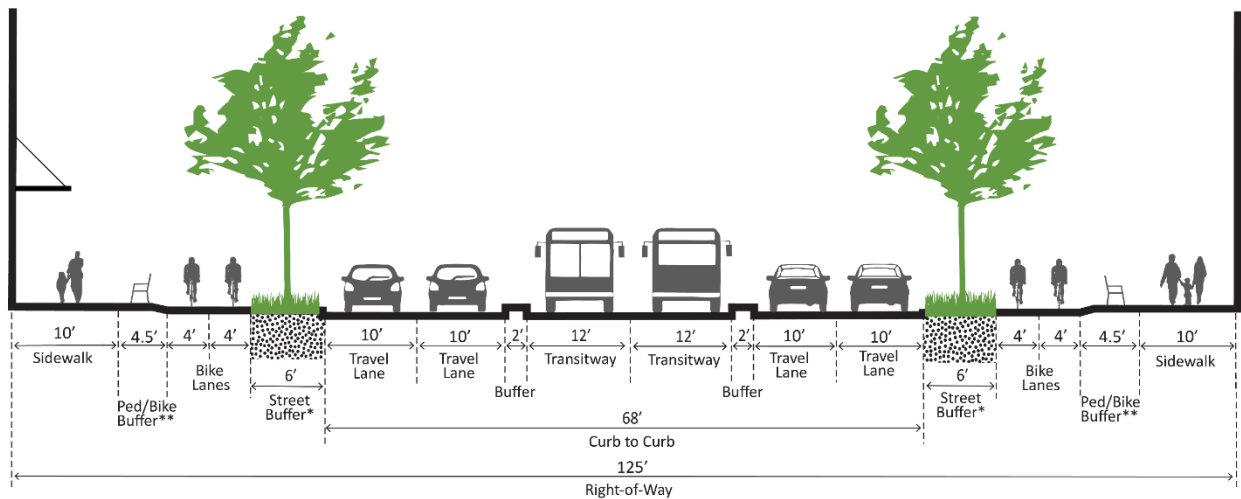 10’ 4.5’ 4’ 4’ 10’ 10’ 2’ 12’ 12’ 2’ 10’ 10’ 4’ 4’ 4.5’ 10’
Sidewalk
Bike
Lanes
Travel
Lane
Travel
Lane
Transitway
Transitway
Travel
Lane
Travel
Lane
Bike
Lanes
Sidewalk
6’
6’
Buffer
Buffer
Ped/Bike
Buffer**
Street
Buffer*
Street
Buffer*
Ped/Bike
Buffer**
68’
Curb to Curb
125’
Right-of-Way